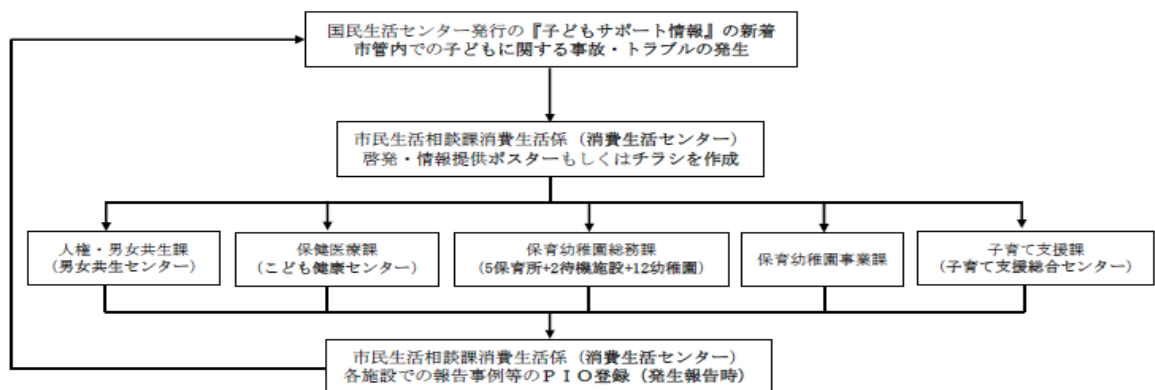 国民生活センター発行の『子どもサポート情報』の新着
市管内での子どもに関する事故・トラブルの発生
市民生活相談課消費生活係（消費生活センター）
啓発・情報提供ポスターもしくはチラシを作成
人権・男女共生課
（男女共生センター）
保健医療課
（こども健康センター）
保育幼稚園総務課
（5保育所+2待機施設+12幼稚園）
保育幼稚園事業課
子育て支援課
（子育て支援総合センター）
市民生活相談課消費生活係（消費生活センター）
各施設での報告事例等のＰＩＯ登録（発生報告時）